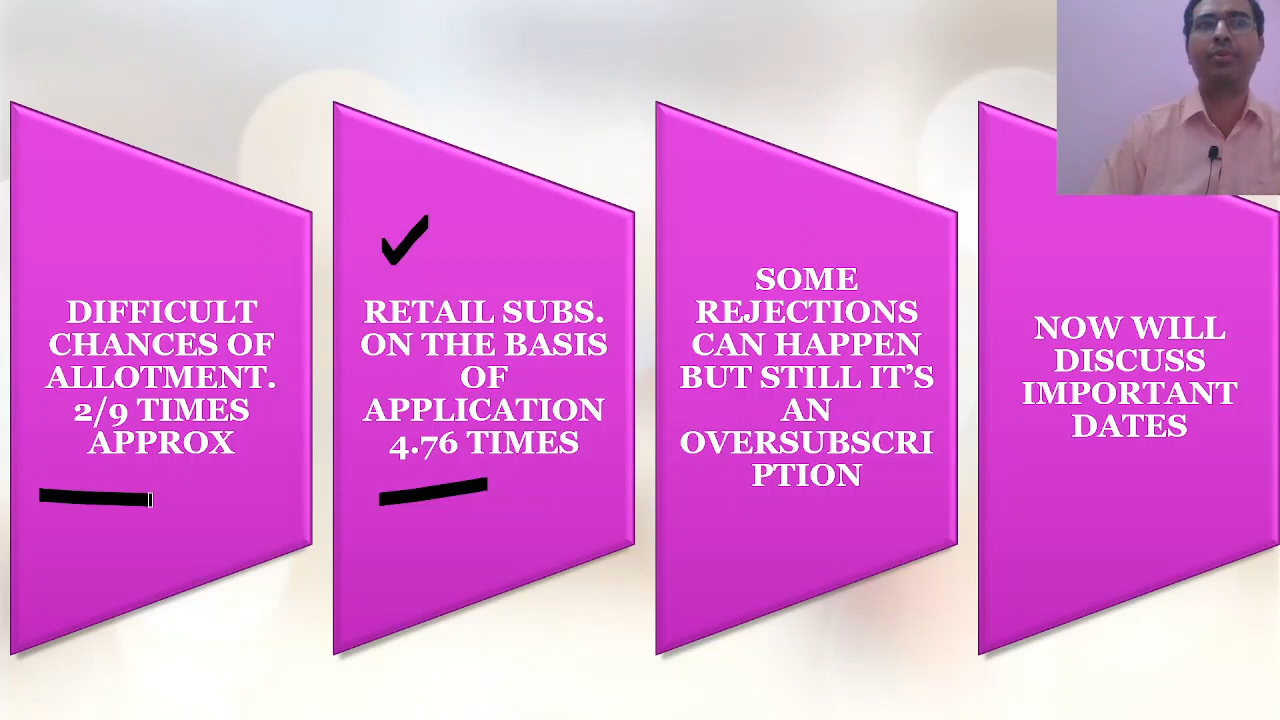 DIFFICULT
CHANCES OF
ALLOTMENT.
2/9 TIMES
APPROX
RETAIL SUBS.
ON THE BASIS
OF
APPLICATION
4.76 TIMES
SOME
REJECTIONS
CAN HAPPEN
BUT STILL IT’S
AN
OVERSUBSCRI
PTION
NOW WILL
DISCUSS
IMPORTANT
DATES